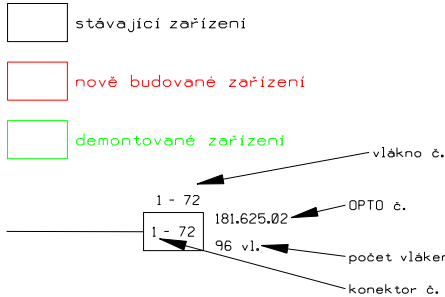 stávající zařízení
nově budované zařízení
demontované zařízení
vlákno č.
1 - 72
OPTO č.
181.625.02
1 - 72
96 vl.
počet vláken
konektor č.